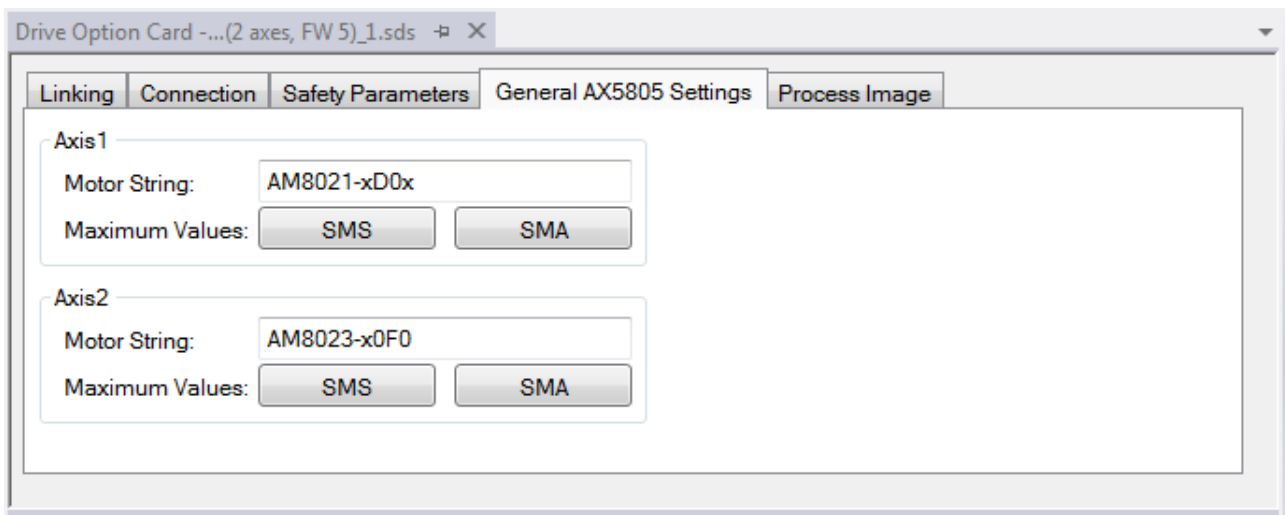 Drive Option Card -...(2 axes, FW 5)_1.sds
Linking Connection Safety Parameters General AX5805 Settings Process Image
Axis1
Motor String: AM8021-xD0x
Maximum Values: SMS SMA
Axis2
Motor String: AM8023-x0F0
Maximum Values: SMS SMA